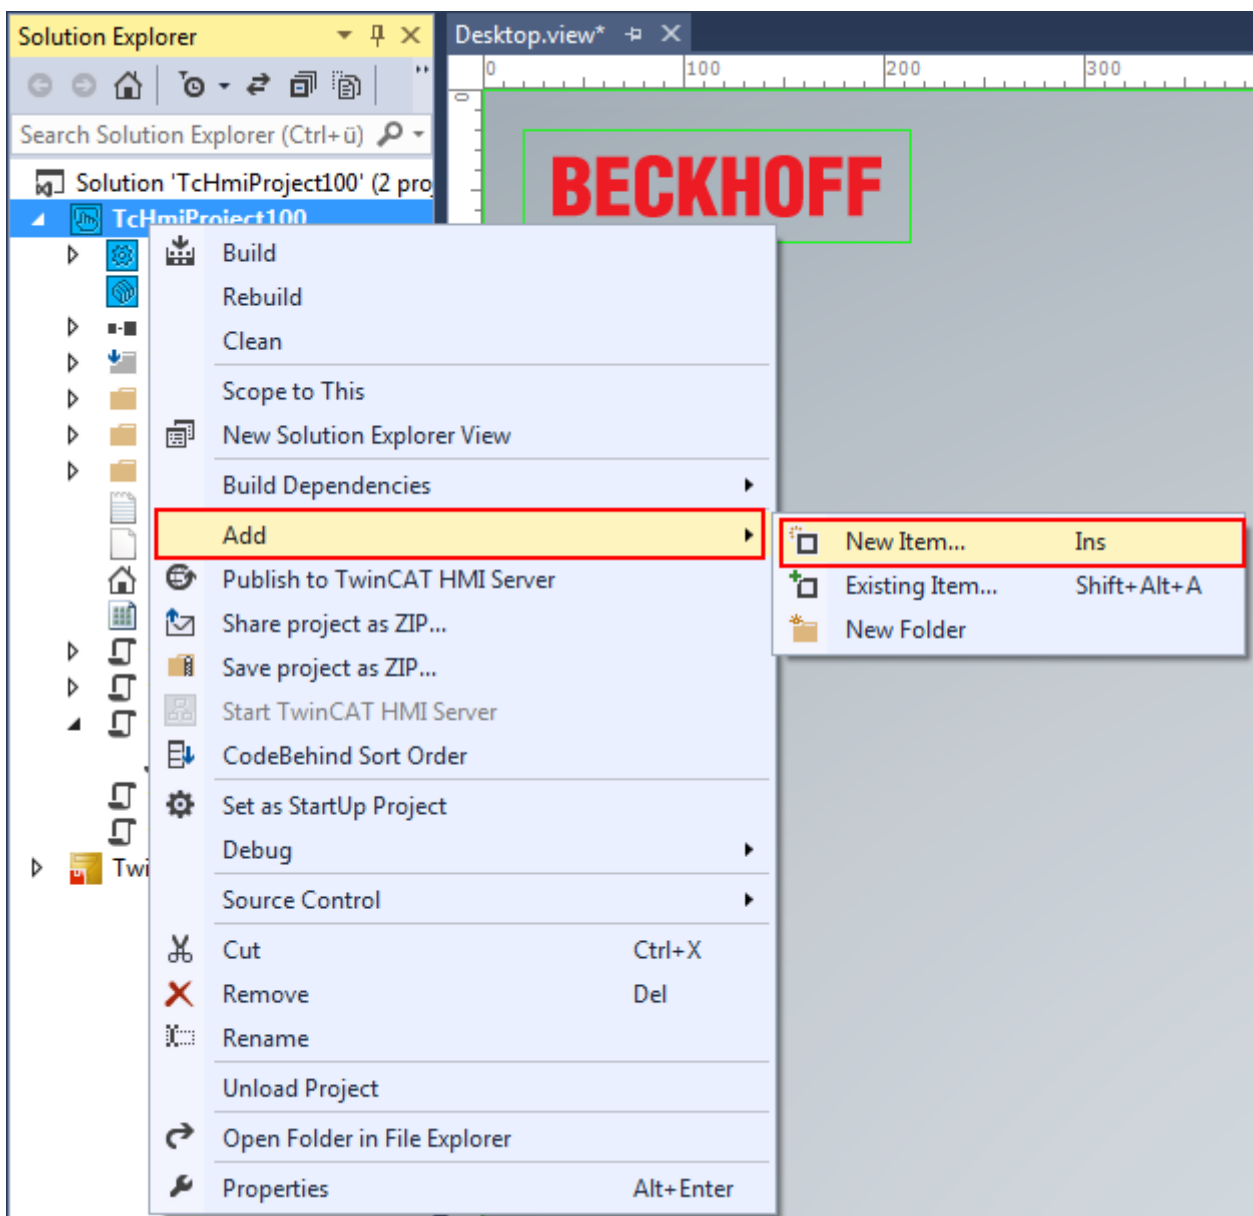 Solution Explorer
Desktop.view*
0 100 200 300
0
Search Solution Explorer (Ctrl+ü)
Solution 'TcHmiProject100' (2 proj
TcHmiProject100
BECKHOFF
Build
Rebuild
Clean
Scope to This
New Solution Explorer View
Build Dependencies
Add
New Item... Ins
Publish to TwinCAT HMI Server
Existing Item... Shift+Alt+A
Share project as ZIP...
New Folder
Save project as ZIP...
Start TwinCAT HMI Server
CodeBehind Sort Order
Set as StartUp Project
Debug
Twi
Source Control
Cut Ctrl+X
Remove Del
Rename
Unload Project
Open Folder in File Explorer
Properties Alt+Enter